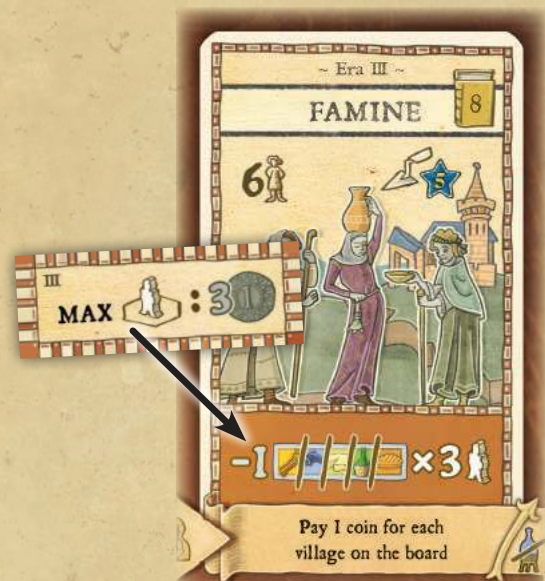 ~ Era III ~
FAMINE
8
6
5
III
MAX : 3 1
-1 ×3
Pay 1 coin for each
village on the board